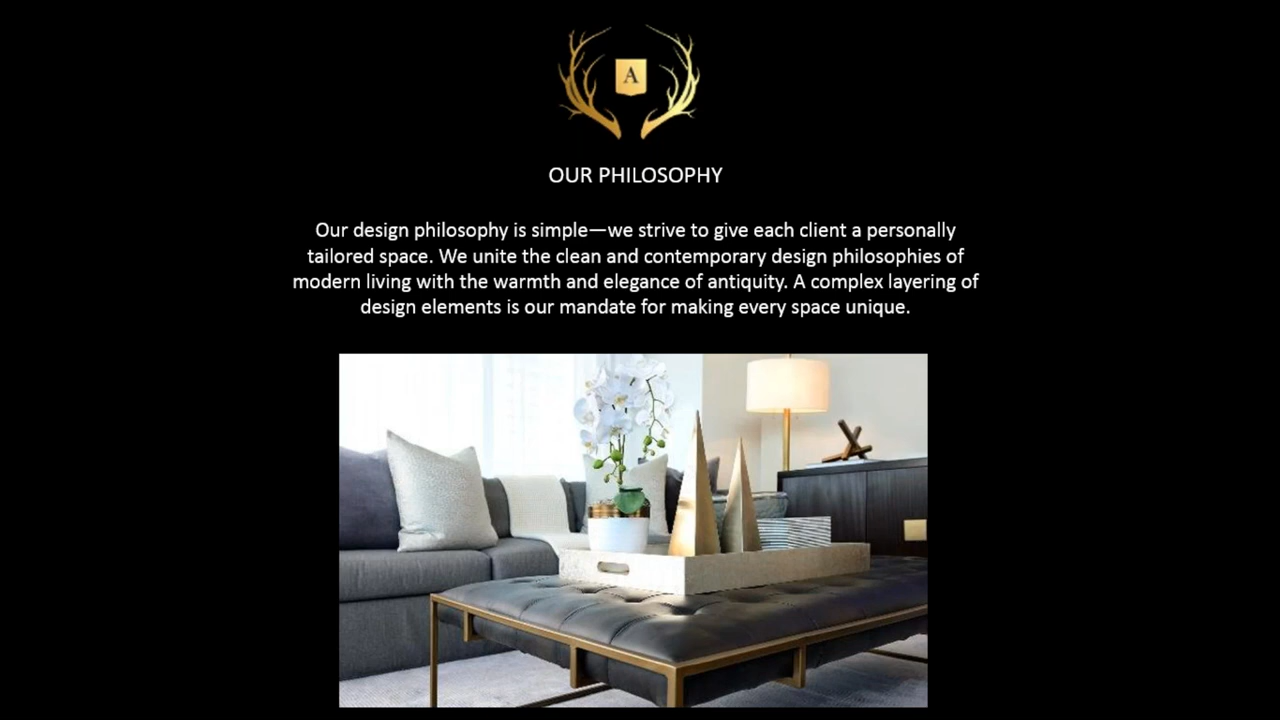 A
OUR PHILOSOPHY
Our design philosophy is simple—we strive to give each client a personally
tailored space. We unite the clean and contemporary design philosophies of
modern living with the warmth and elegance of antiquity. A complex layering of
design elements is our mandate for making every space unique.